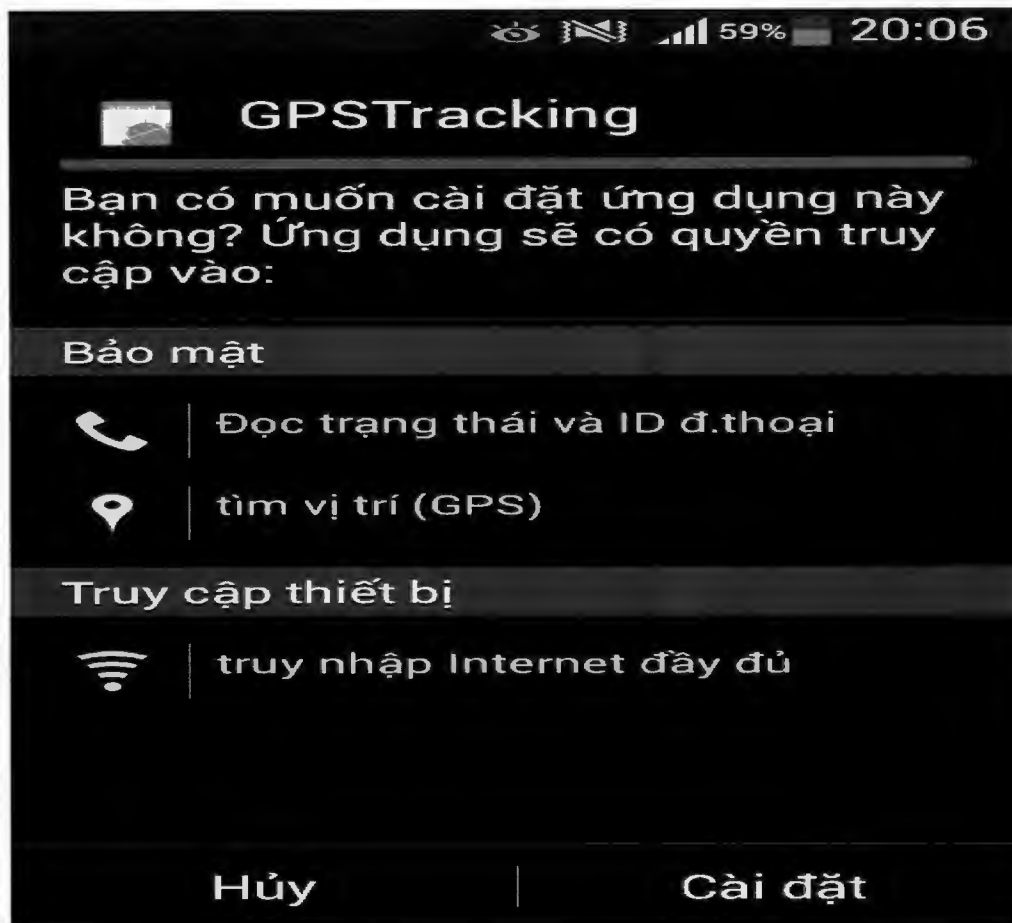 59% 20:06
GPSTracking
Bạn có muốn cài đặt ứng dụng này
không? Ứng dụng sẽ có quyền truy
cập vào:
Bảo mật
Đọc trạng thái và ID đ.thoại
tìm vị trí (GPS)
Truy cập thiết bị
truy nhập Internet đầy đủ
Hủy Cài đặt